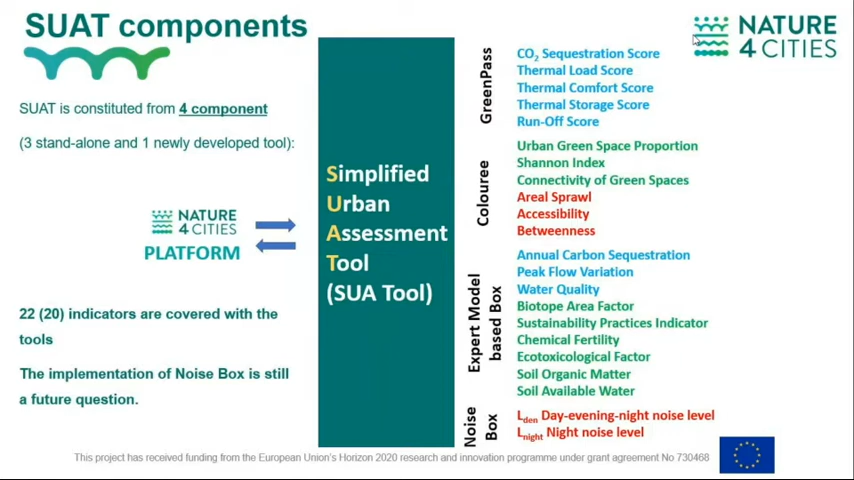 SUAT components
NATURE
4 CITIES
SUAT is constituted from 4 component
(3 stand-alone and 1 newly developed tool):
NATURE
4 CITIES
PLATFORM
22 (20) indicators are covered with the
tools
The implementation of Noise Box is still
a future question.
Simplified
Urban
Assessment
Tool
(SUA Tool)
GreenPass
CO2 Sequestration Score
Thermal Load Score
Thermal Comfort Score
Thermal Storage Score
Run-Off Score
Colouree
Urban Green Space Proportion
Shannon Index
Connectivity of Green Spaces
Areal Sprawl
Accessibility
Betweenness
Expert Model
based Box
Annual Carbon Sequestration
Peak Flow Variation
Water Quality
Biotope Area Factor
Sustainability Practices Indicator
Chemical Fertility
Ecotoxicological Factor
Soil Organic Matter
Soil Available Water
Noise
Box
Lden Day-evening-night noise level
Lnight Night noise level
This project has received funding from the European Union's Horizon 2020 research and innovation programme under grant agreement No 730468